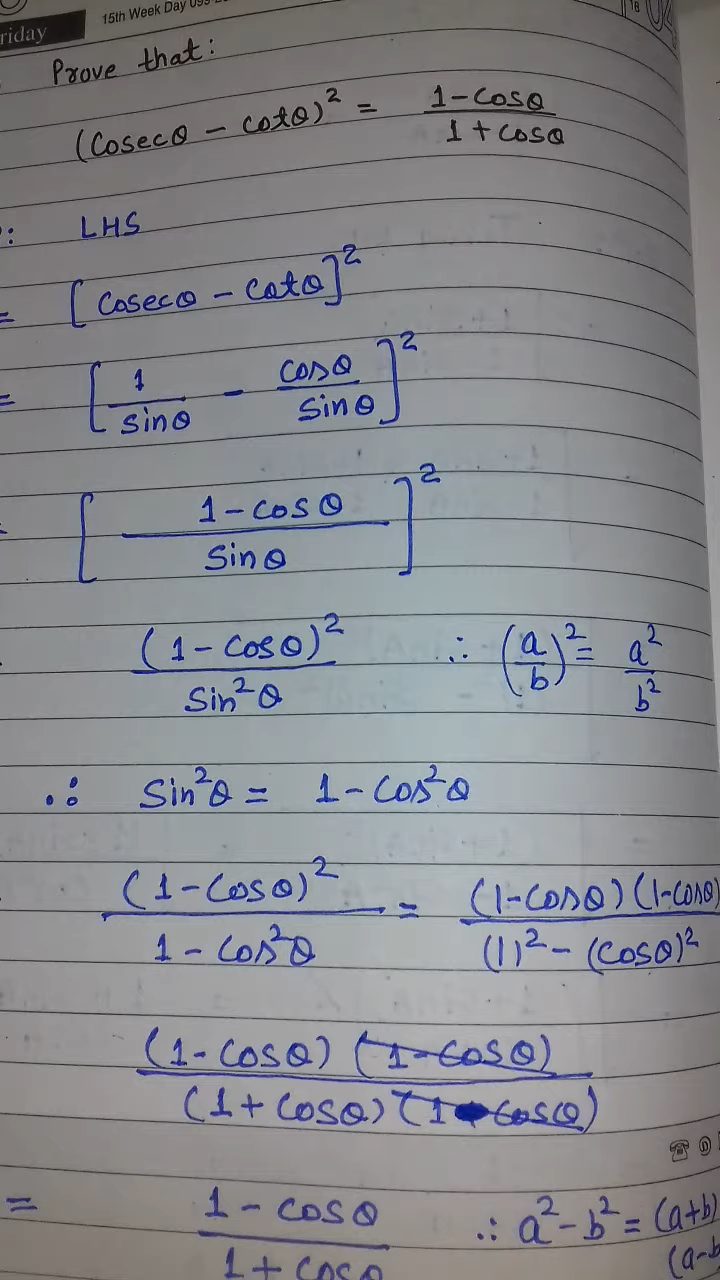 15th Week Day
riday
16
Prove that:
(Cosecθ - cotθ)² = (1-Cosθ)/(1+cosθ)
: LHS
= [Cosecθ - Cotθ]²
= [1/sinθ - Cosθ/Sinθ]²
[(1-cosθ)/Sinθ]²
(1-Cosθ)²/Sin²θ ∴ (a/b)² = a²/b²
∴ Sin²θ = 1-Cos²θ
(1-Cosθ)²/(1-Cos²θ) = (1-Cosθ)(1-Cosθ)/((1)²-(Cosθ)²)
(1-Cosθ)(1-Cosθ)/((1+Cosθ)(1-Cosθ))
= (1-Cosθ)/(1+Cosθ) ∴ a²-b² = (a+b)
(a-b